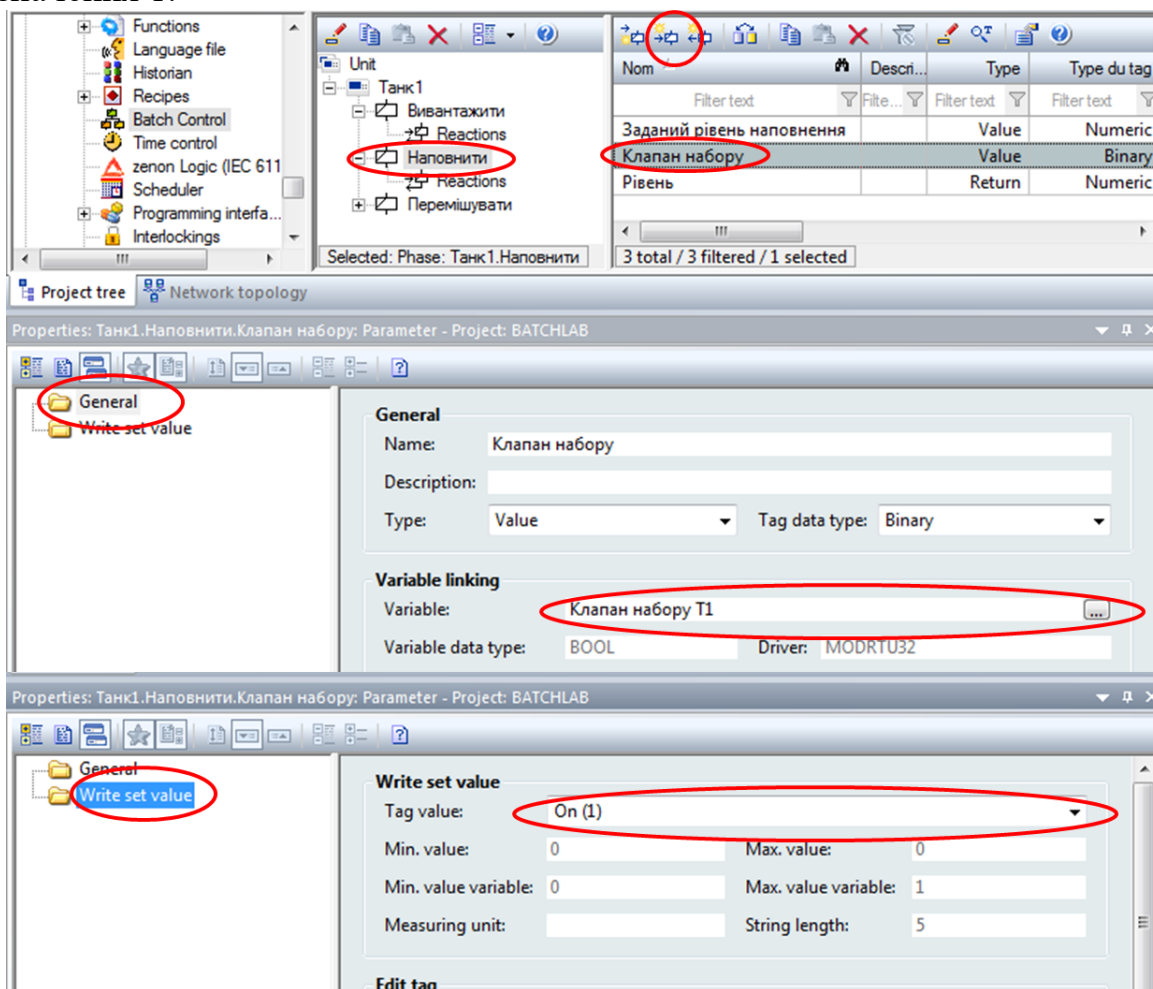 Functions
Language file
Historian
Recipes
Batch Control
Time control
zenon Logic (IEC 611
Scheduler
Programming interfa...
Interlockings
Project tree
Network topology
Unit
Танк1
Вивантажити
Reactions
Наповнити
Reactions
Перемішувати
Selected: Phase: Танк1.Наповнити
Nom Descri... Type Type du tag
Filter text Filte... Filter text Filter text
Заданий рівень наповнення Value Numeric
Клапан набору Value Binary
Рівень Return Numeric
3 total / 3 filtered / 1 selected
Properties: Танк1.Наповнити.Клапан набору: Parameter - Project: BATCHLAB
General
Write set value
General
Name: Клапан набору
Description:
Type: Value Tag data type: Binary
Variable linking
Variable: Клапан набору Т1 ...
Variable data type: BOOL Driver: MODRTU32
Properties: Танк1.Наповнити.Клапан набору: Parameter - Project: BATCHLAB
General
Write set value
Write set value
Tag value: On (1)
Min. value: 0 Max. value: 0
Min. value variable: 0 Max. value variable: 1
Measuring unit: String length: 5
Edit tag